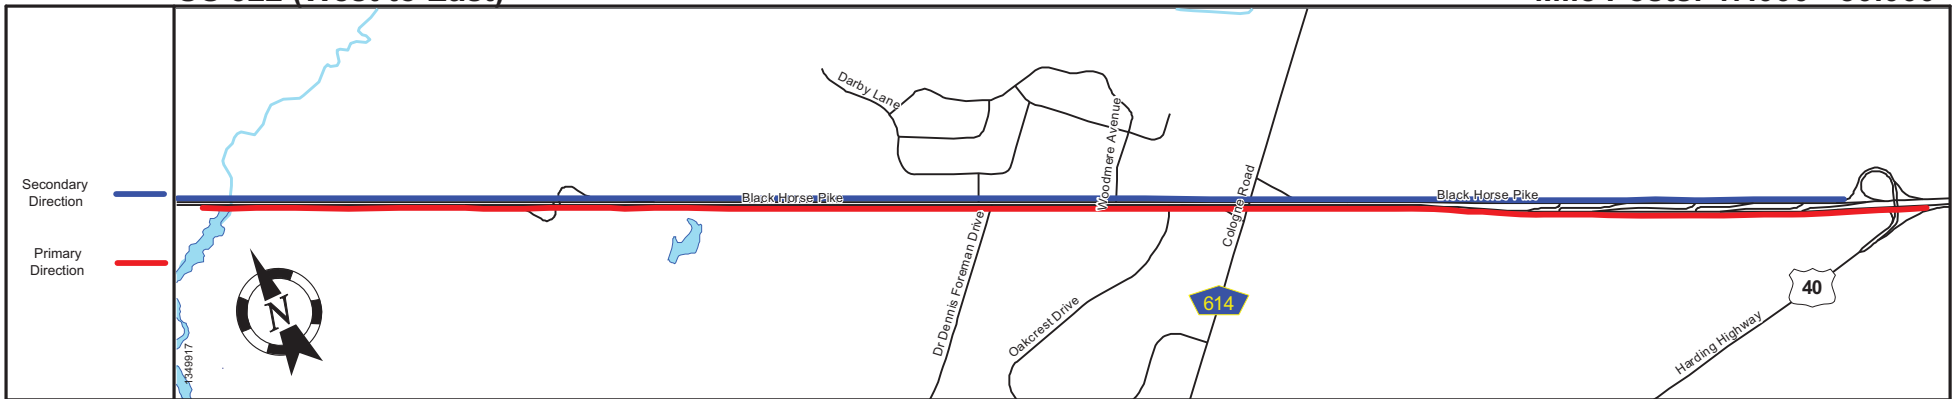 Darby Lane
Woodmere Avenue
Secondary
Direction
Black Horse Pike
Black Horse Pike
Cologne Road
Primary
Direction
Dr Dennis Foreman Drive
Oakcrest Drive
614
40
Harding Highway
N
1349917